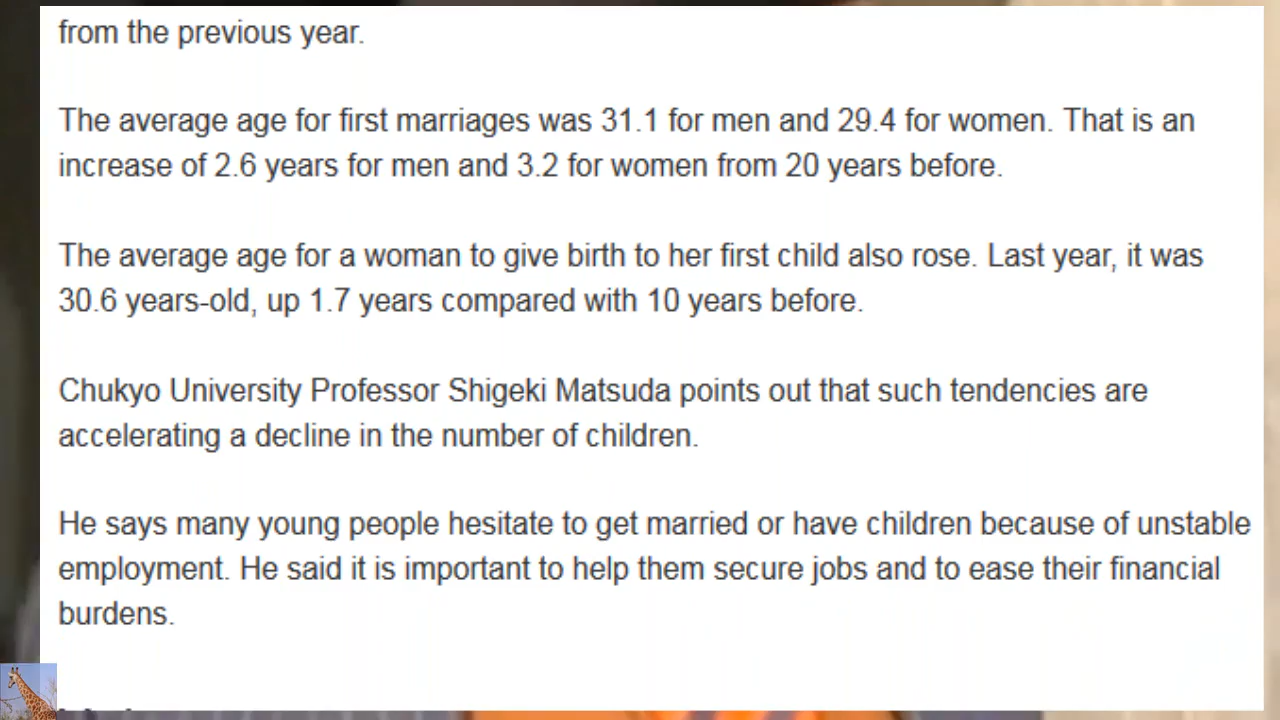 from the previous year.
The average age for first marriages was 31.1 for men and 29.4 for women. That is an
increase of 2.6 years for men and 3.2 for women from 20 years before.
The average age for a woman to give birth to her first child also rose. Last year, it was
30.6 years-old, up 1.7 years compared with 10 years before.
Chukyo University Professor Shigeki Matsuda points out that such tendencies are
accelerating a decline in the number of children.
He says many young people hesitate to get married or have children because of unstable
employment. He said it is important to help them secure jobs and to ease their financial
burdens.